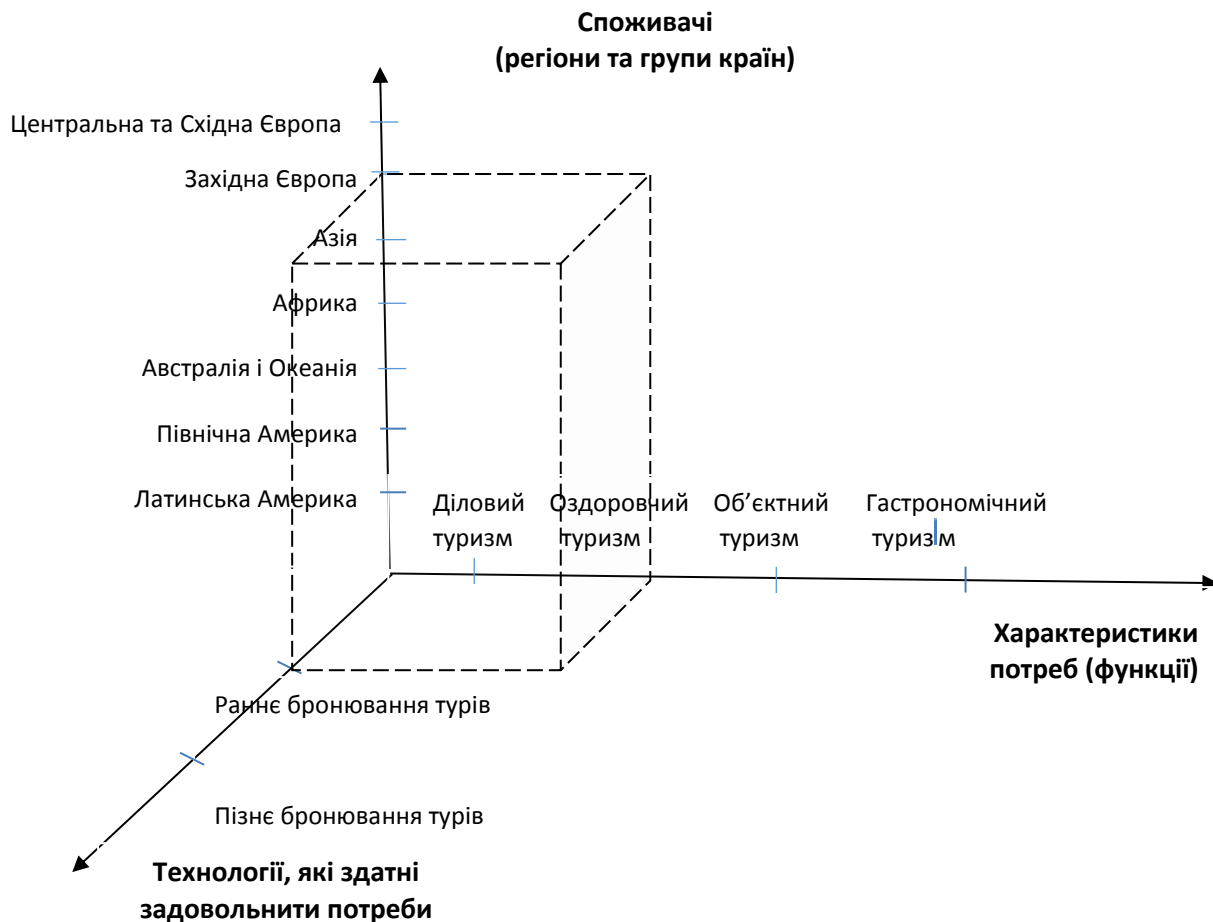 Споживачі
(регіони та групи країн)
Центральна та Східна Європа
Західна Європа
Азія
Африка
Австралія і Океанія
Північна Америка
Латинська Америка
Діловий
туризм
Оздоровчий
туризм
Об’єктний
туризм
Гастрономічний
туризм
Характеристики
потреб (функції)
Раннє бронювання турів
Пізнє бронювання турів
Технології, які здатні
задовольнити потреби